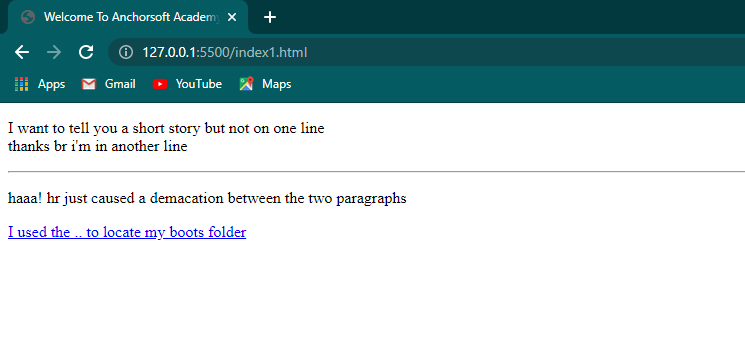 Welcome To Anchorsoft Academy
127.0.0.1:5500/index1.html
Apps Gmail YouTube Maps
I want to tell you a short story but not on one line
thanks br i'm in another line
haaa! hr just caused a demacation between the two paragraphs
I used the .. to locate my boots folder